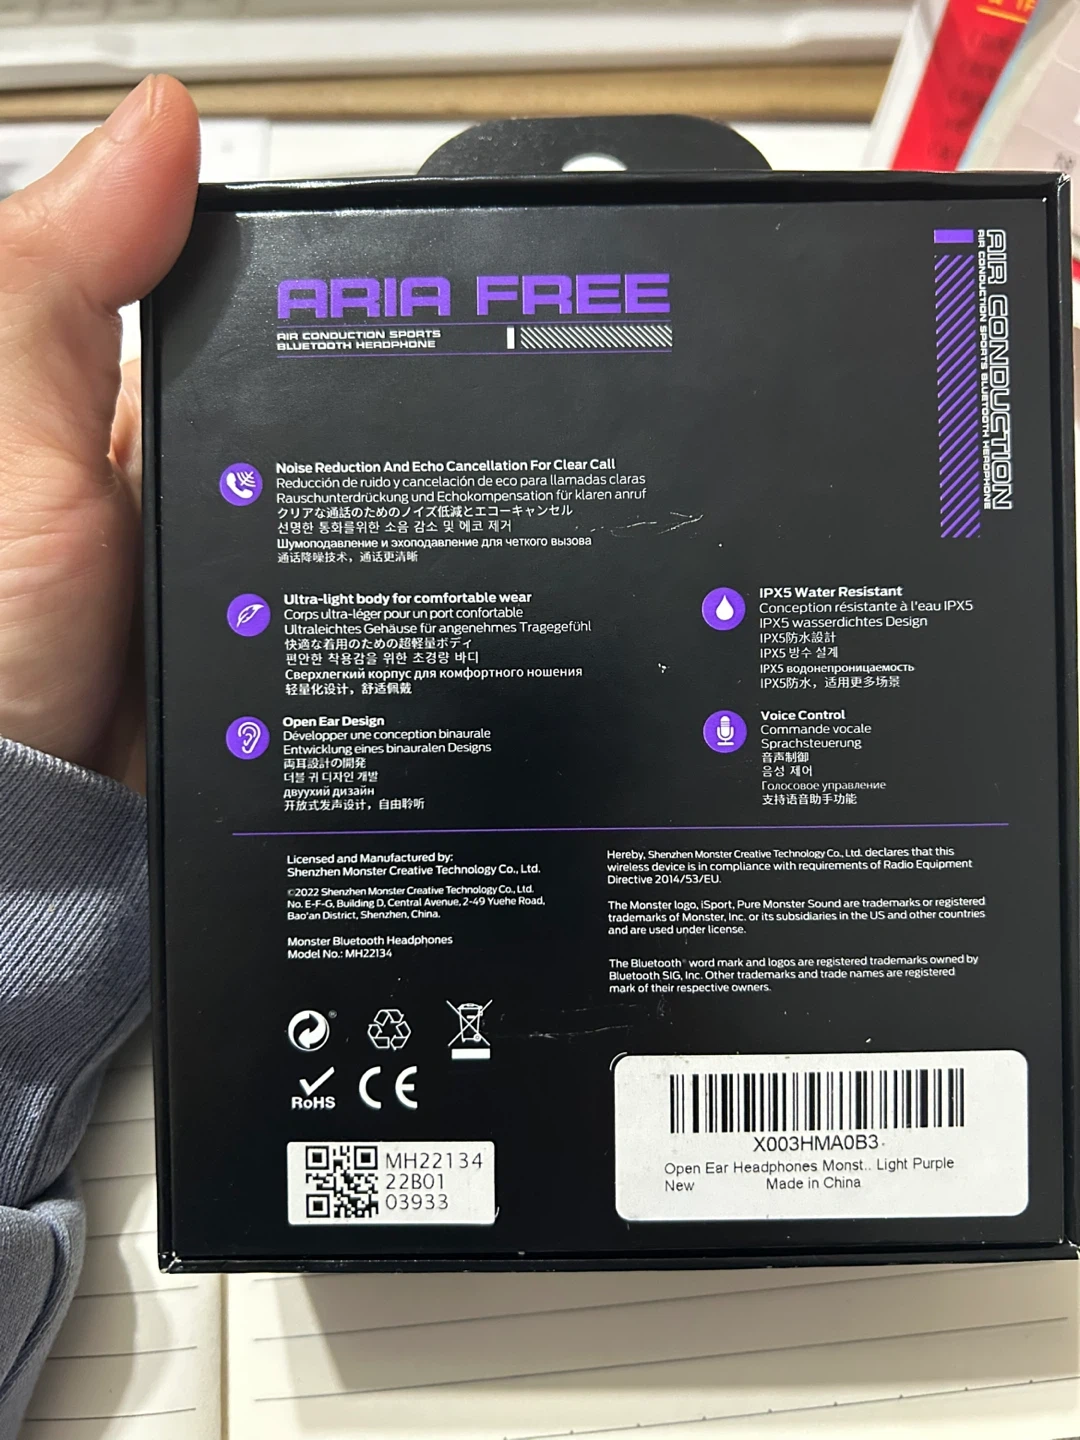 ARIA FREE
AIR CONDUCTION SPORTS
BLUETOOTH HEADPHONE
AIR CONDUCTION
AIR CONDUCTION SPORTS BLUETOOTH HEADPHONE
Noise Reduction And Echo Cancellation For Clear Call
Reducción de ruido y cancelación de eco para llamadas claras
Rauschunterdrückung und Echokompensation für klaren anruf
クリアな通話のためのノイズ低減とエコーキャンセル
선명한 통화를위한 소음 감소 및 에코 제거
Шумоподавление и эхоподавление для четкого вызова
通话降噪技术，通话更清晰
Ultra-light body for comfortable wear
Corps ultra-léger pour un port confortable
Ultraleichtes Gehäuse für angenehmes Tragegefühl
快適な着用のための超軽量ボディ
편안한 착용감을 위한 초경량 바디
Сверхлегкий корпус для комфортного ношения
轻量化设计，舒适佩戴
IPX5 Water Resistant
Conception résistante à l'eau IPX5
IPX5 wasserdichtes Design
IPX5防水設計
IPX5 방수 설계
IPX5 водонепроницаемость
IPX5防水，适用更多场景
Open Ear Design
Développer une conception binaurale
Entwicklung eines binauralen Designs
両耳設計の開発
더블 귀 디자인 개발
двуухий дизайн
开放式发声设计，自由聆听
Voice Control
Commande vocale
Sprachsteuerung
音声制御
음성 제어
Голосовое управление
支持语音助手功能
Licensed and Manufactured by:
Shenzhen Monster Creative Technology Co., Ltd.
©2022 Shenzhen Monster Creative Technology Co., Ltd.
No. E-F-G, Building D, Central Avenue, 2-49 Yuehe Road,
Bao'an District, Shenzhen, China.
Monster Bluetooth Headphones
Model No.: MH22134
Hereby, Shenzhen Monster Creative Technology Co., Ltd. declares that this
wireless device is in compliance with requirements of Radio Equipment
Directive 2014/53/EU.
The Monster logo, iSport, Pure Monster Sound are trademarks or registered
trademarks of Monster, Inc. or its subsidiaries in the US and other countries
and are used under license.
The Bluetooth® word mark and logos are registered trademarks owned by
Bluetooth SIG, Inc. Other trademarks and trade names are registered
mark of their respective owners.
RoHS
CE
MH22134
22B01
03933
X003HMA0B3
Open Ear Headphones Monst.. Light Purple
New Made in China